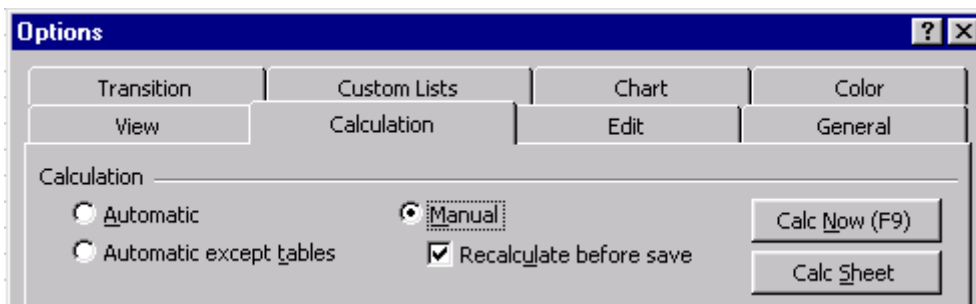 Options ? X
Transition Custom Lists Chart Color
View Calculation Edit General
Calculation
Automatic Manual Calc Now (F9)
Automatic except tables Recalculate before save
Calc Sheet